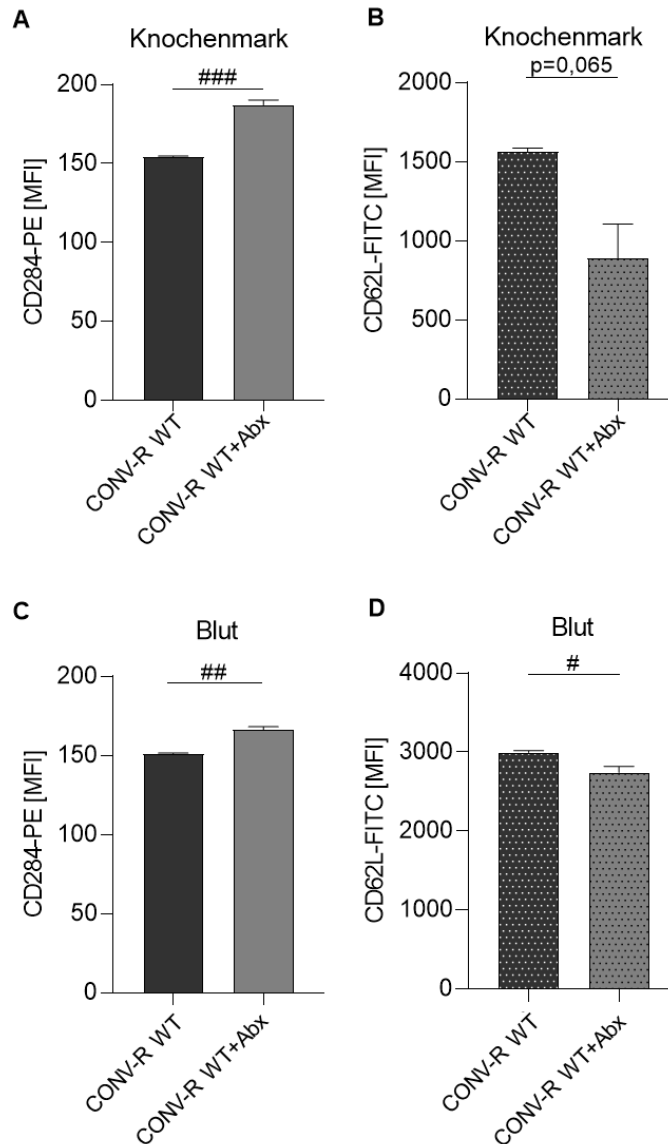 A
Knochenmark
###
CD284-PE [MFI]
200
150
100
50
0
CONV-R WT
CONV-R WT+Abx
B
Knochenmark
p=0,065
CD62L-FITC [MFI]
2000
1500
1000
500
0
CONV-R WT
CONV-R WT+Abx
C
Blut
##
CD284-PE [MFI]
200
150
100
50
0
CONV-R WT
CONV-R WT+Abx
D
Blut
#
CD62L-FITC [MFI]
4000
3000
2000
1000
0
CONV-R WT
CONV-R WT+Abx